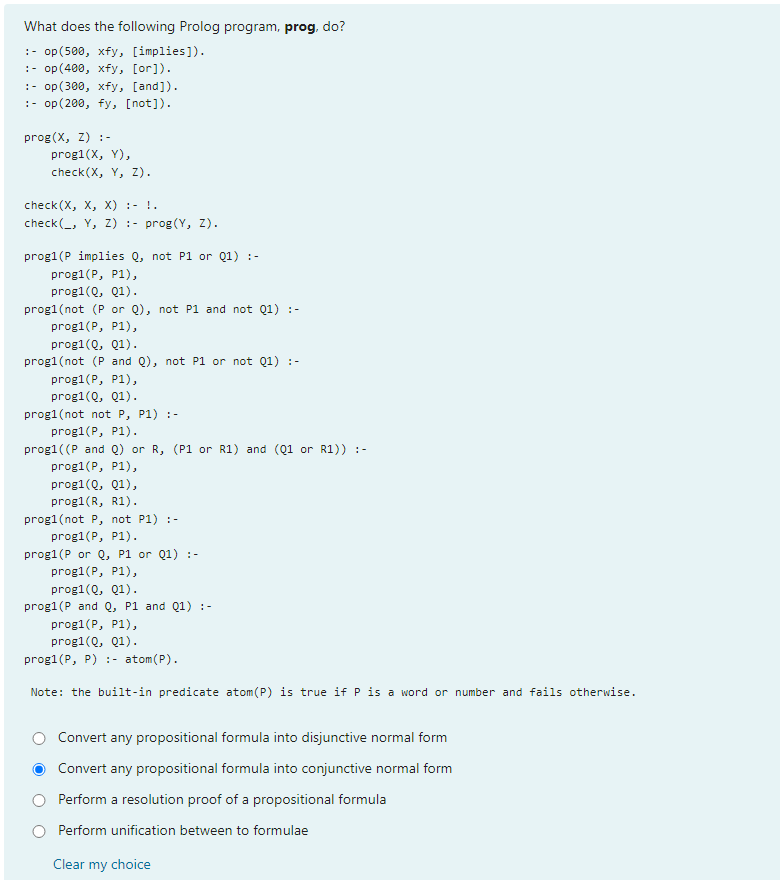 What does the following Prolog program, prog, do?
:- op(500, xfy, [implies]).
:- op(400, xfy, [or]).
:- op(300, xfy, [and]).
:- op(200, fy, [not]).
prog(X, Z) :-
prog1(X, Y),
check(X, Y, Z).
check(X, X, X) :- !.
check(_, Y, Z) :- prog(Y, Z).
prog1(P implies Q, not P1 or Q1) :-
prog1(P, P1),
prog1(Q, Q1).
prog1(not (P or Q), not P1 and not Q1) :-
prog1(P, P1),
prog1(Q, Q1).
prog1(not (P and Q), not P1 or not Q1) :-
prog1(P, P1),
prog1(Q, Q1).
prog1(not not P, P1) :-
prog1(P, P1).
prog1((P and Q) or R, (P1 or R1) and (Q1 or R1)) :-
prog1(P, P1),
prog1(Q, Q1),
prog1(R, R1).
prog1(not P, not P1) :-
prog1(P, P1).
prog1(P or Q, P1 or Q1) :-
prog1(P, P1),
prog1(Q, Q1).
prog1(P and Q, P1 and Q1) :-
prog1(P, P1),
prog1(Q, Q1).
prog1(P, P) :- atom(P).
Note: the built-in predicate atom(P) is true if P is a word or number and fails otherwise.
Convert any propositional formula into disjunctive normal form
Convert any propositional formula into conjunctive normal form
Perform a resolution proof of a propositional formula
Perform unification between to formulae
Clear my choice